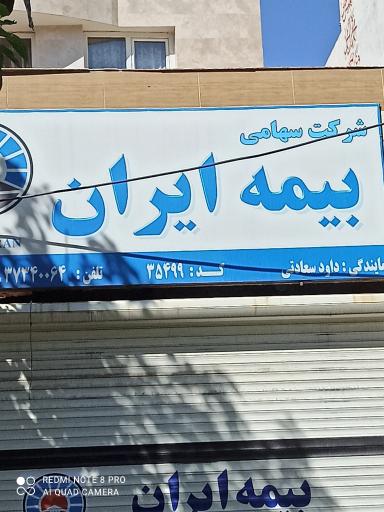 شرکت سهامی
بیمه ایران
نمایندگی : داود سعادتی کد : ۳۵۴۹۹ تلفن : ۳۷۲۴۰۰۶۴
RAN
بیمه ایران
REDMI NOTE 8 PRO
AI QUAD CAMERA